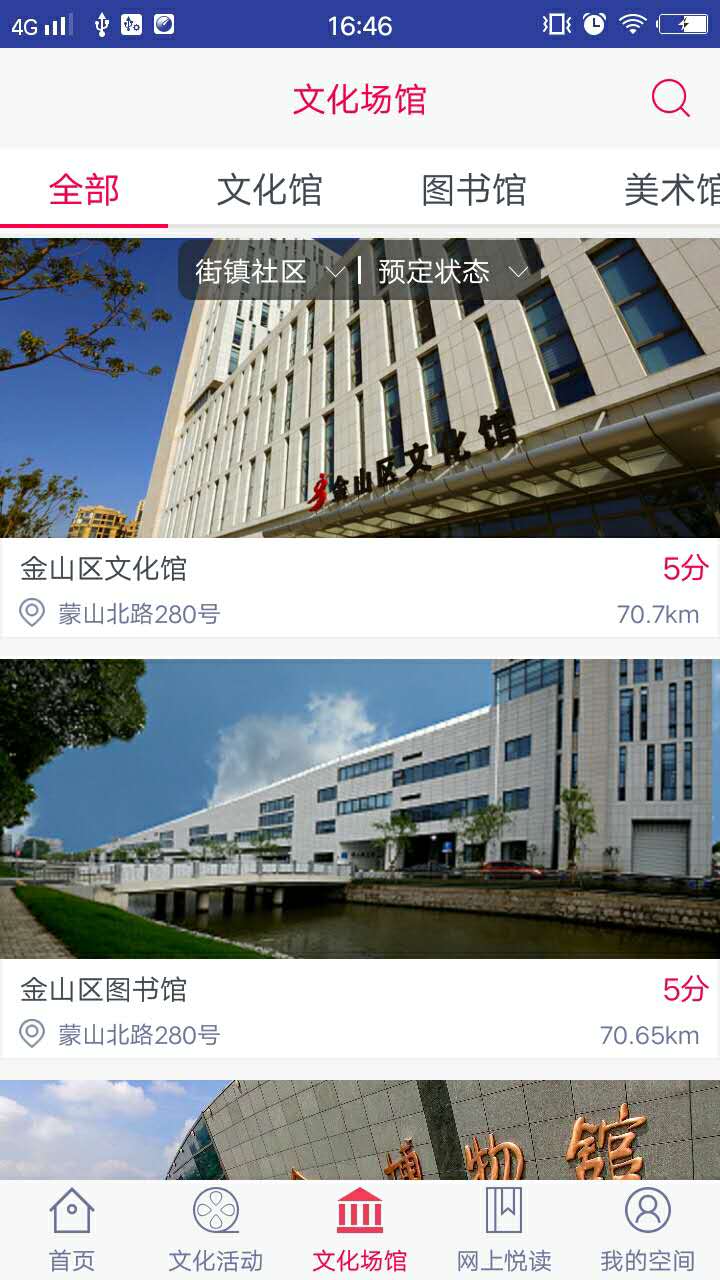 4G 16:46
文化场馆
全部 文化馆 图书馆 美术馆
街镇社区 预定状态
金山区文化馆
金山区文化馆 5分
蒙山北路280号 70.7km
金山区图书馆 5分
蒙山北路280号 70.65km
博物馆
首页 文化活动 文化场馆 网上悦读 我的空间